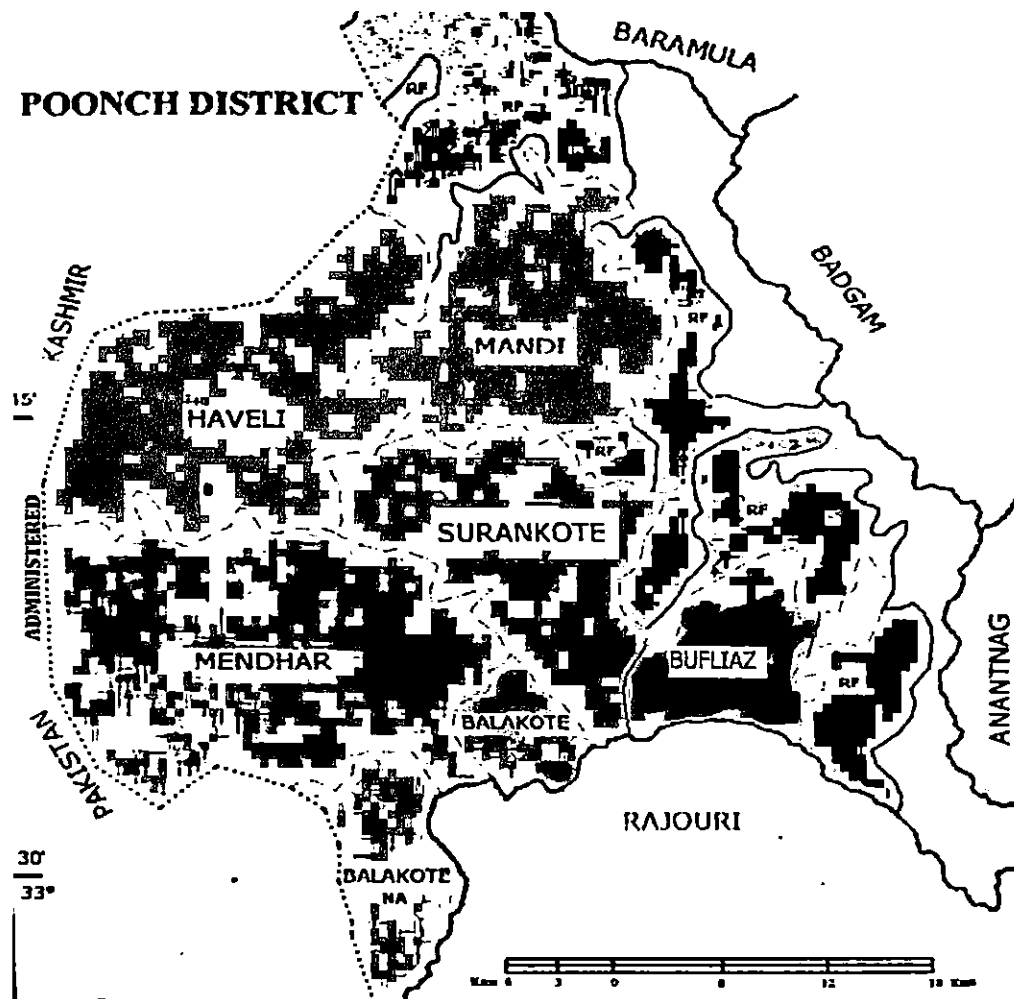 BARAMULA
POONCH DISTRICT
RF
RF
KASHMIR
BADGAM
MANDI
RF
15'
HAVELI
RF
RF
SURANKOTE
ADMINISTERED
MENDHAR
BUFLIAZ
RF
BALAKOTE
ANANTNAG
PAKISTAN
RAJOURI
30'
33°
BALAKOTE
NA